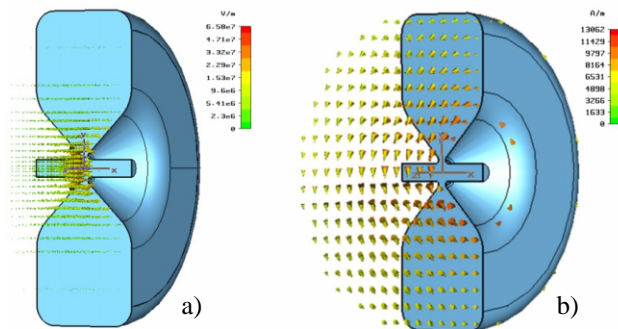 V/m
6.58e7
4.71e7
3.32e7
2.29e7
1.53e7
9.6e6
5.41e6
2.3e6
0
x
a)
A/m
13062
11429
9797
8164
6531
4898
3266
1633
0
x
b)